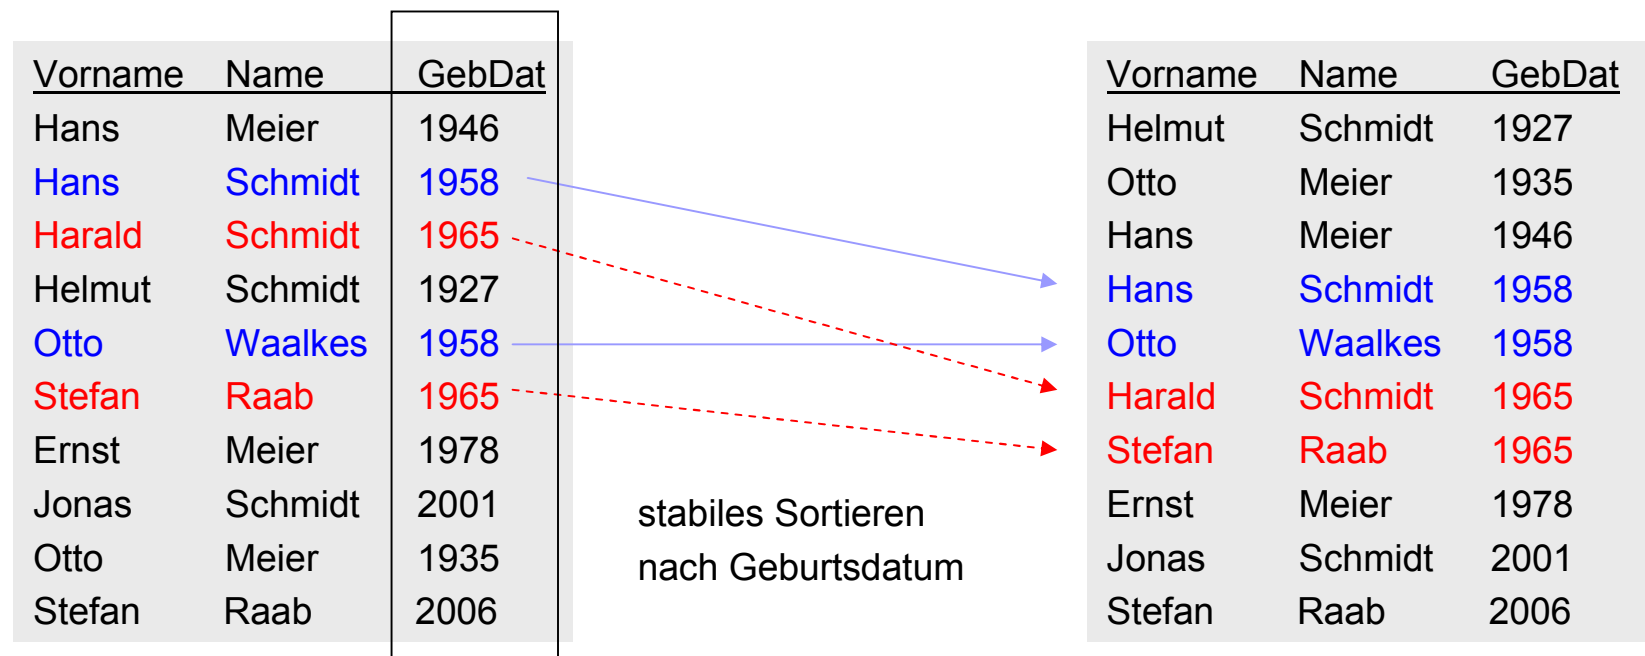 Vorname Name GebDat
Hans Meier 1946
Hans Schmidt 1958
Harald Schmidt 1965
Helmut Schmidt 1927
Otto Waalkes 1958
Stefan Raab 1965
Ernst Meier 1978
Jonas Schmidt 2001
Otto Meier 1935
Stefan Raab 2006
stabiles Sortieren
nach Geburtsdatum
Vorname Name GebDat
Helmut Schmidt 1927
Otto Meier 1935
Hans Meier 1946
Hans Schmidt 1958
Otto Waalkes 1958
Harald Schmidt 1965
Stefan Raab 1965
Ernst Meier 1978
Jonas Schmidt 2001
Stefan Raab 2006